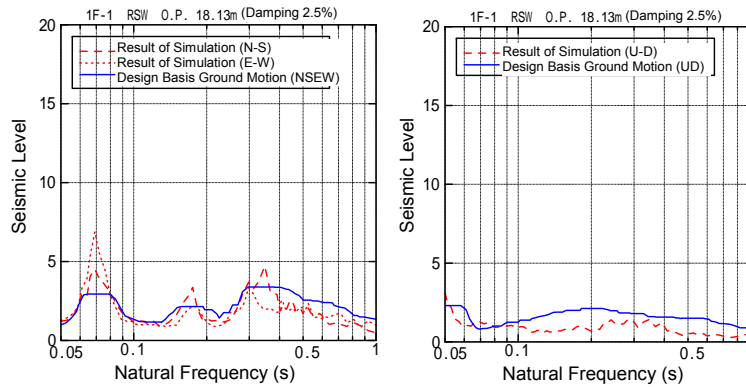 1F-1 RSW O.P. 18.13m (Damping 2.5%)
Result of Simulation (N-S)
Result of Simulation (E-W)
Design Basis Ground Motion (NSEW)
Seismic Level
20
15
10
5
0
0.05
0.1
0.5
1
Natural Frequency (s)
1F-1 RSW O.P. 18.13m (Damping 2.5%)
Result of Simulation (U-D)
Design Basis Ground Motion (UD)
Seismic Level
20
15
10
5
0
0.05
0.1
0.5
Natural Frequency (s)